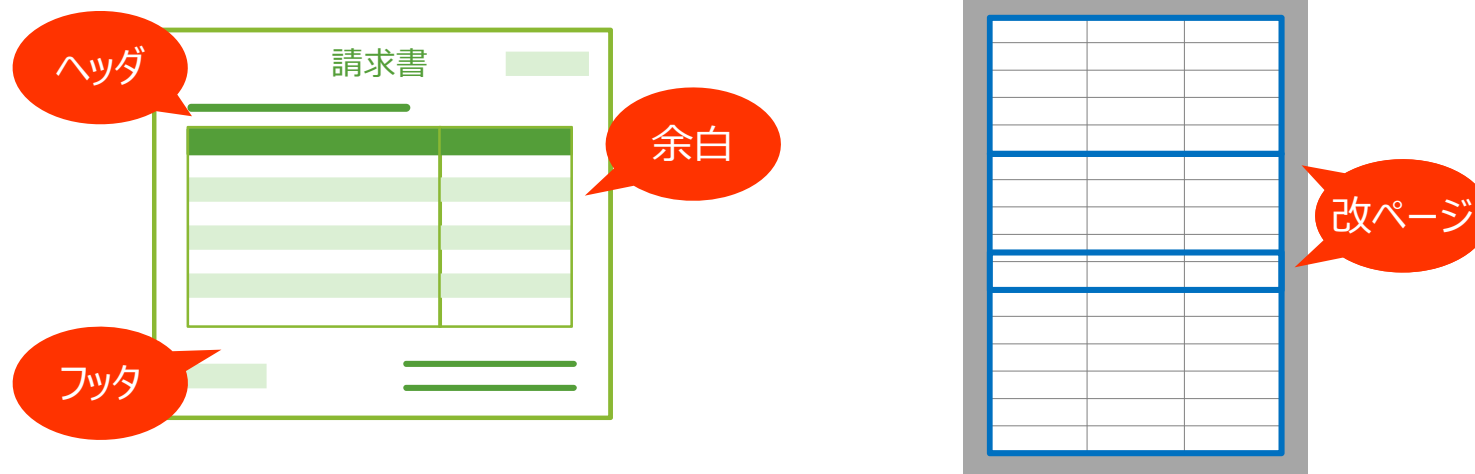 ヘッダ
請求書
余白
改ページ
フッタ